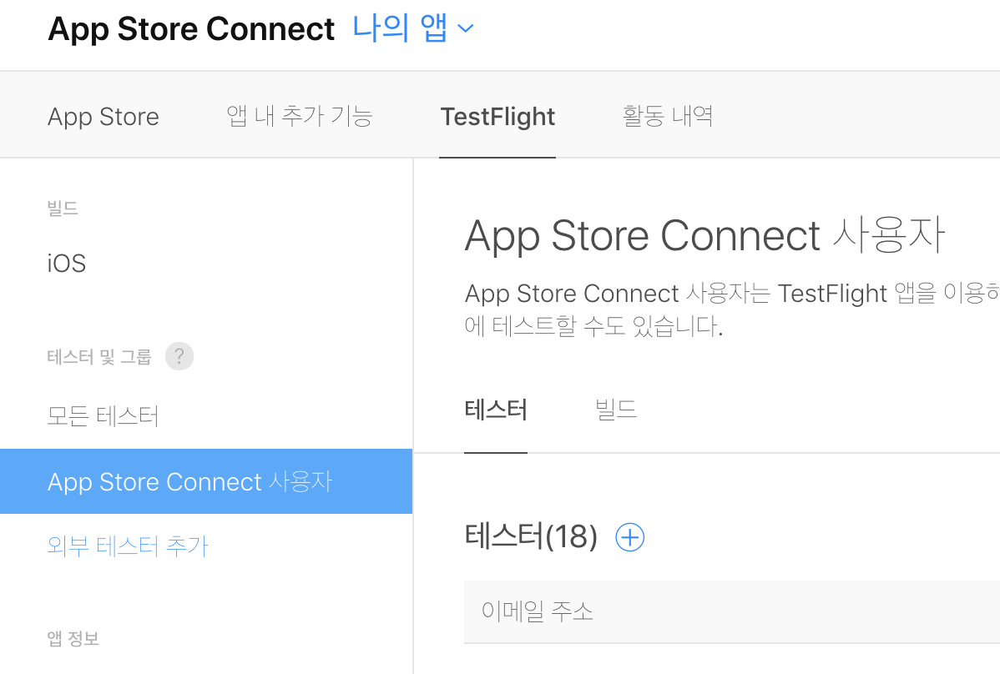 App Store Connect 나의 앱
App Store 앱 내 추가 기능 TestFlight 활동 내역
빌드
iOS
테스터 및 그룹 ?
모든 테스터
App Store Connect 사용자
외부 테스터 추가
앱 정보
App Store Connect 사용자
App Store Connect 사용자는 TestFlight 앱을 이용하
에 테스트할 수도 있습니다.
테스터 빌드
테스터(18)
이메일 주소